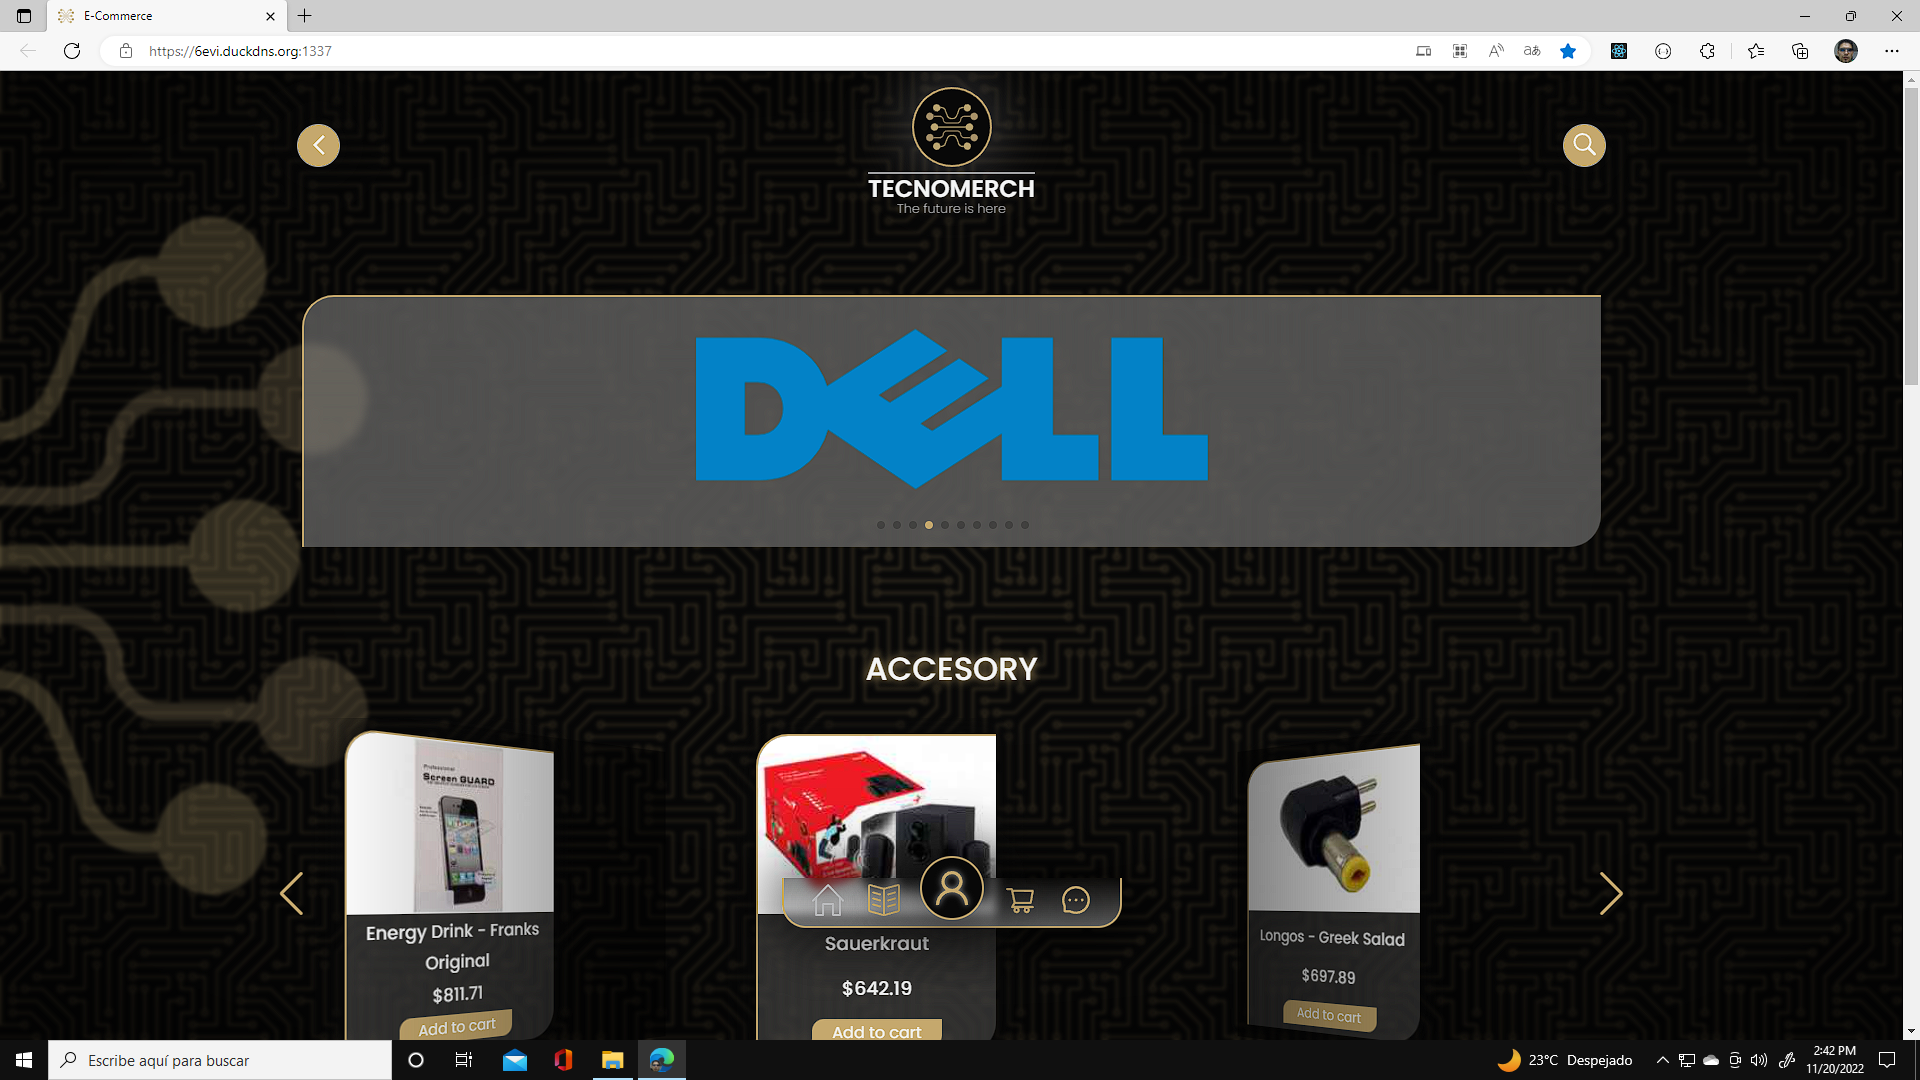 E-Commerce
https://6evi.duckdns.org:1337
TECNOMERCH
The future is here
DELL
ACCESORY
Professional
Screen GUARD
Energy Drink - Franks
Original
$811.71
Add to cart
Sauerkraut
$642.19
Add to cart
Longos - Greek Salad
$697.89
Add to cart
Escribe aquí para buscar
23°C Despejado
2:42 PM
11/20/2022